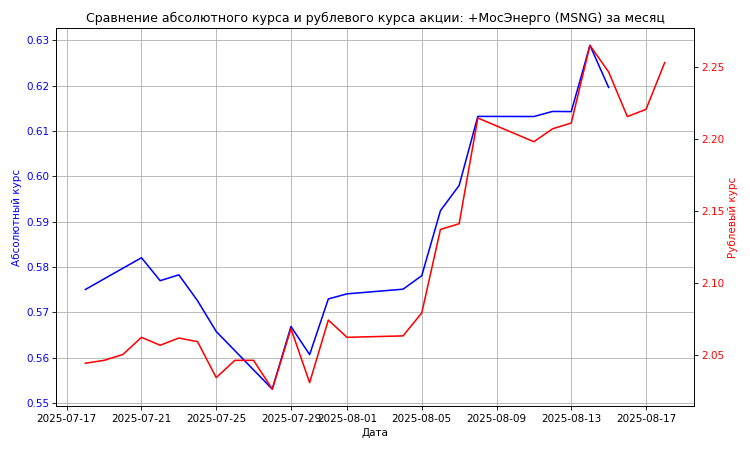 Сравнение абсолютного курса и рублевого курса акции: +МосЭнерго (MSNG) за месяц
0.63
0.62
0.61
0.60
0.59
0.58
0.57
0.56
0.55
Абсолютный курс
2.25
2.20
2.15
2.10
2.05
Рублевый курс
2025-07-17 2025-07-21 2025-07-25 2025-07-29 2025-08-01 2025-08-05 2025-08-09 2025-08-13 2025-08-17
Дата